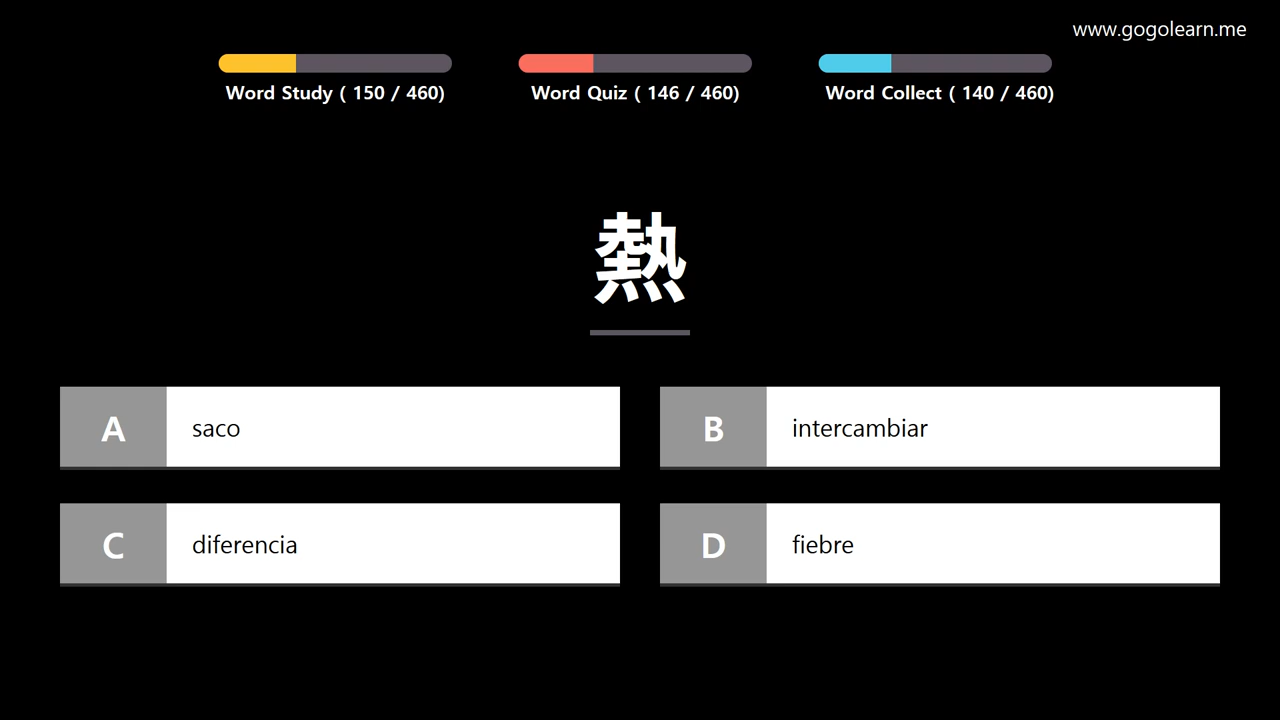 www.gogolearn.me
Word Study ( 150 / 460)
Word Quiz ( 146 / 460)
Word Collect ( 140 / 460)
熱
A saco
B intercambiar
C diferencia
D fiebre